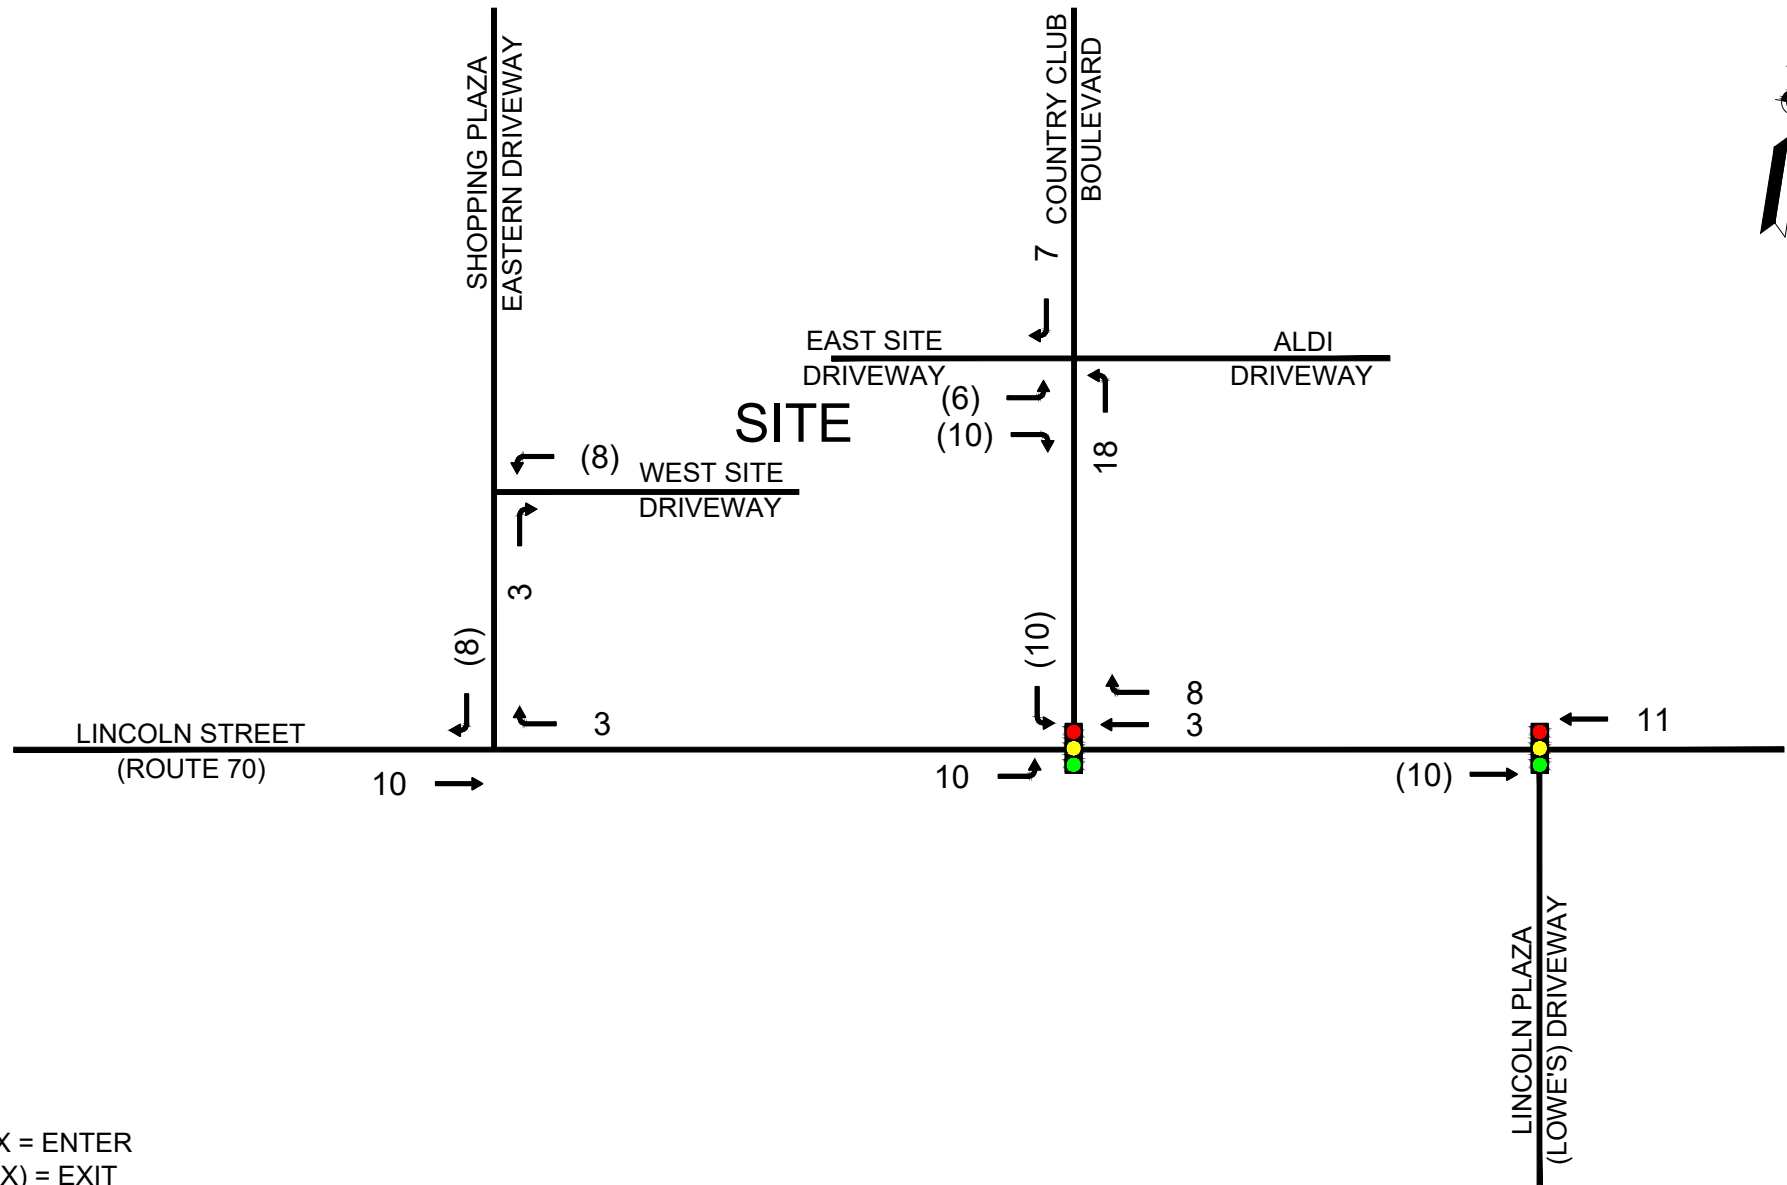 SHOPPING PLAZA
EASTERN DRIVEWAY
COUNTRY CLUB
BOULEVARD
7
EAST SITE
DRIVEWAY
ALDI
DRIVEWAY
(6)
(10)
18
SITE
(8)
WEST SITE
DRIVEWAY
3
(8)
3
LINCOLN STREET
(ROUTE 70)
10
(10)
8
3
10
11
(10)
LINCOLN PLAZA
(LOWE'S) DRIVEWAY
X = ENTER
X) = EXIT